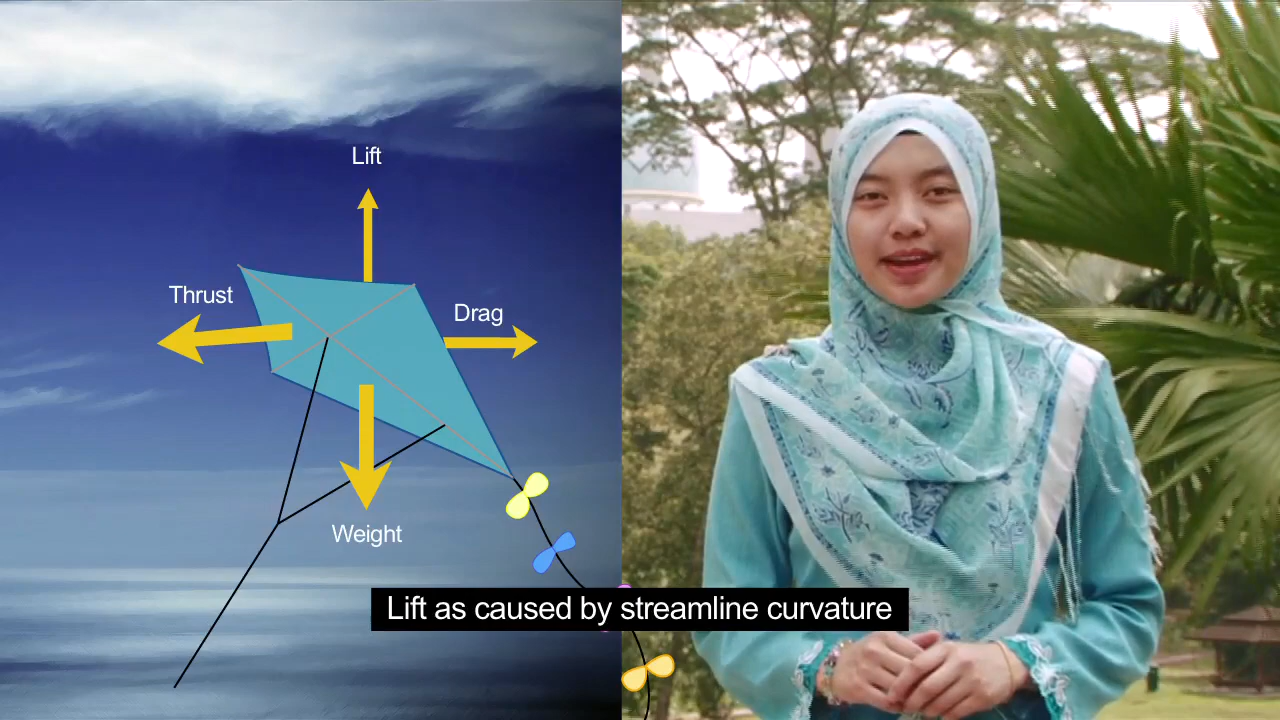 Lift
Thrust
Drag
Weight
Lift as caused by streamline curvature